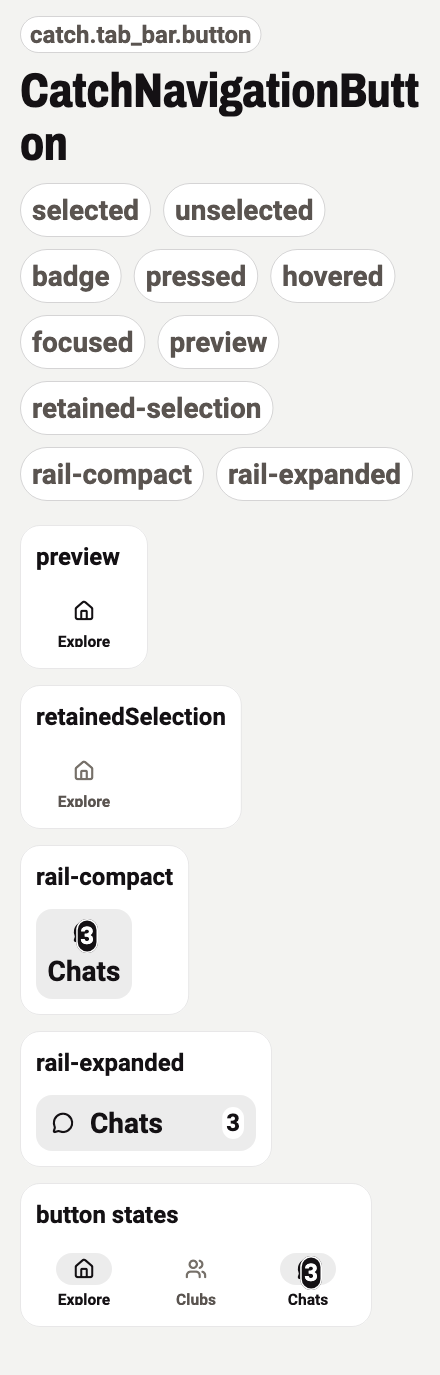 catch.tab_bar.button
CatchNavigationButt
on
selected unselected
badge pressed hovered
focused preview
retained-selection
rail-compact rail-expanded
preview
Explore
retainedSelection
Explore
rail-compact
3
Chats
rail-expanded
Chats 3
button states
3
Explore Clubs Chats